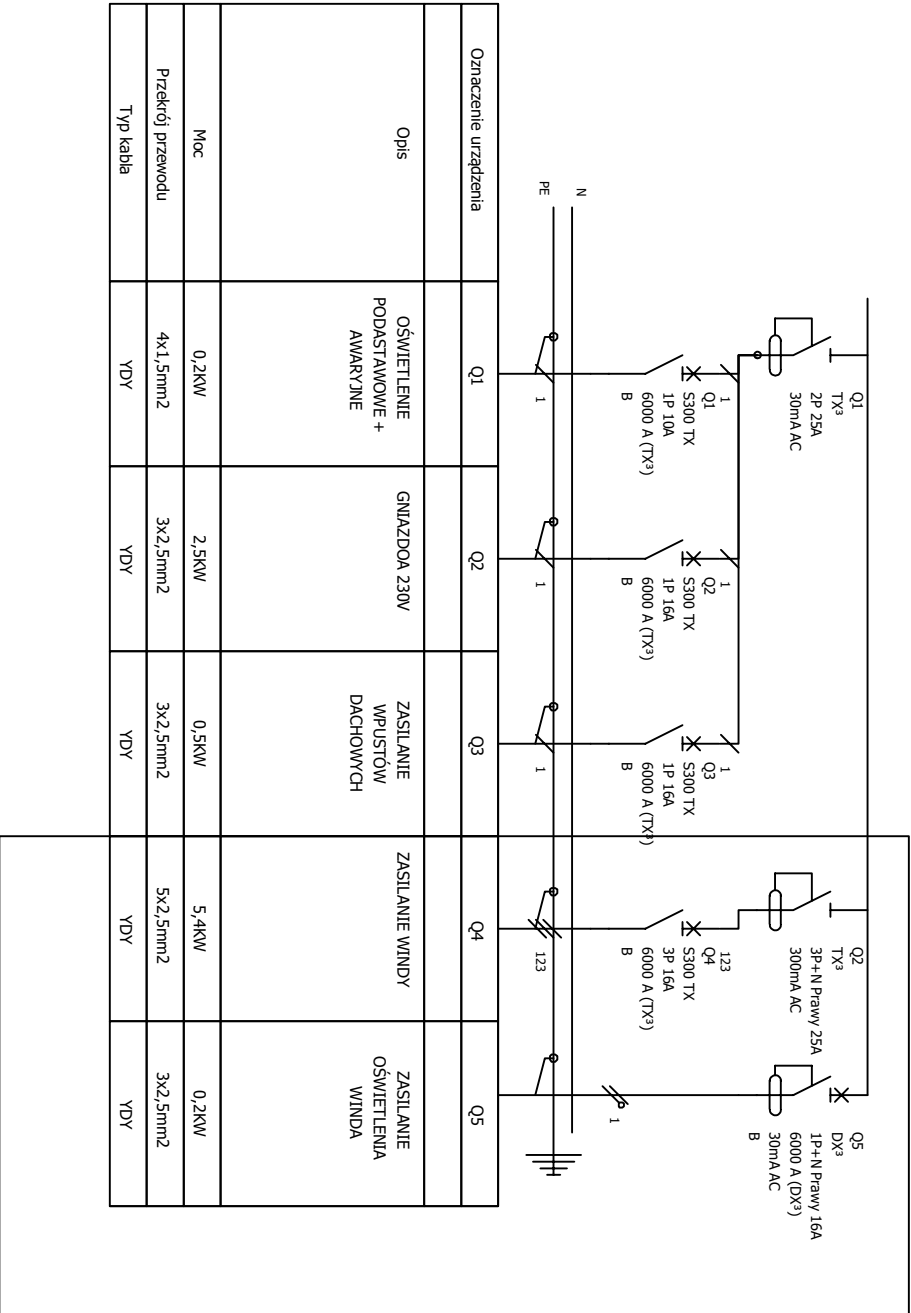 Q1
TX³
2P 25A
30mA AC
Q2
TX³
3P+N Prawy 25A
300mA AC
Q5
DX³
1P+N Prawy 16A
6000 A (DX³)
30mA AC
B
1
Q1
S300 TX
1P 10A
6000 A (TX³)
B
1
Q2
S300 TX
1P 16A
6000 A (TX³)
B
1
Q3
S300 TX
1P 16A
6000 A (TX³)
B
123
Q4
S300 TX
3P 16A
6000 A (TX³)
B
1
N
PE
1
1
1
123
Oznaczenie urządzenia
Q1
Q2
Q3
Q4
Q5
Opis
OŚWIETLENIE
PODASTAWOWE +
AWARYJNE
GNIAZDOA 230V
ZASILANIE
WPUSTÓW
DACHOWYCH
ZASILANIE WINDY
ZASILANIE
OŚWIETLENIA
WINDA
Moc
0,2KW
2,5KW
0,5KW
5,4KW
0,2KW
Przekrój przewodu
4x1,5mm2
3x2,5mm2
3x2,5mm2
5x2,5mm2
3x2,5mm2
Typ kabla
YDY
YDY
YDY
YDY
YDY